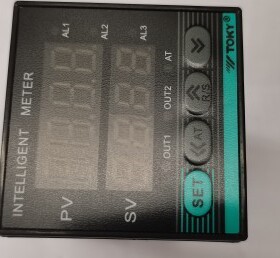 INTELLIGENT METER
PV
AL1
AL2
AL3
SV
OUT1
OUT2
AT
SET
AT
R/S
TOKY®